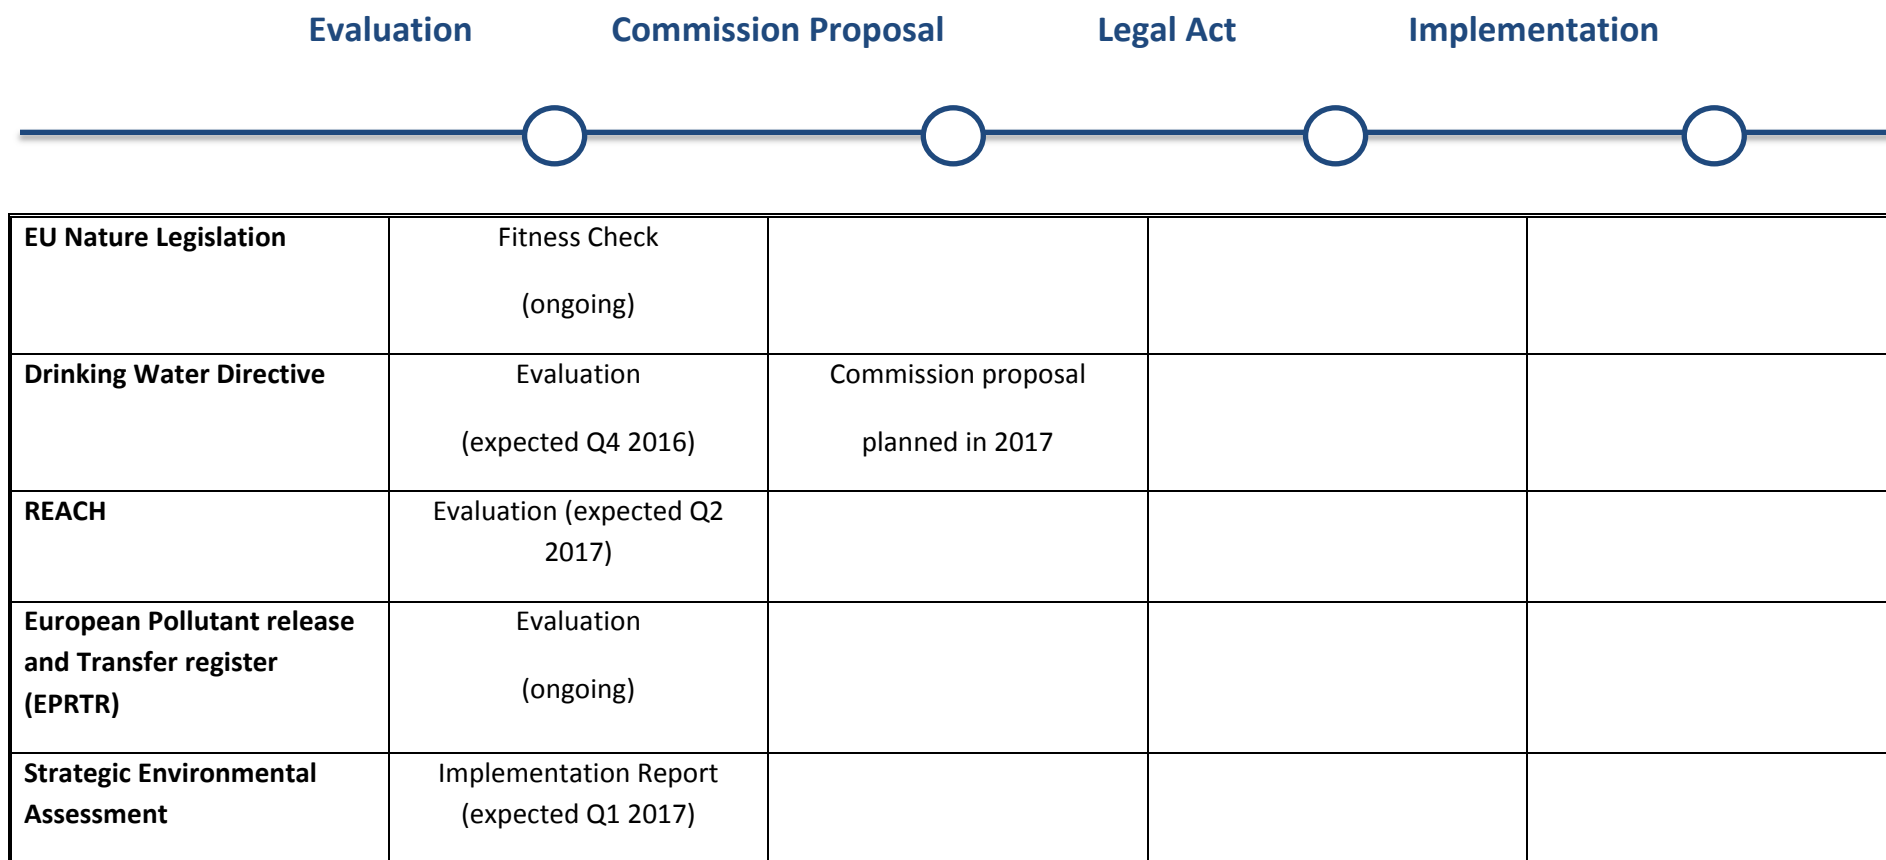 Evaluation Commission Proposal Legal Act Implementation
EU Nature Legislation
Fitness Check
(ongoing)
Drinking Water Directive
Evaluation
(expected Q4 2016)
Commission proposal
planned in 2017
REACH
Evaluation (expected Q2
2017)
European Pollutant release
and Transfer register
(EPRTR)
Evaluation
(ongoing)
Strategic Environmental
Assessment
Implementation Report
(expected Q1 2017)